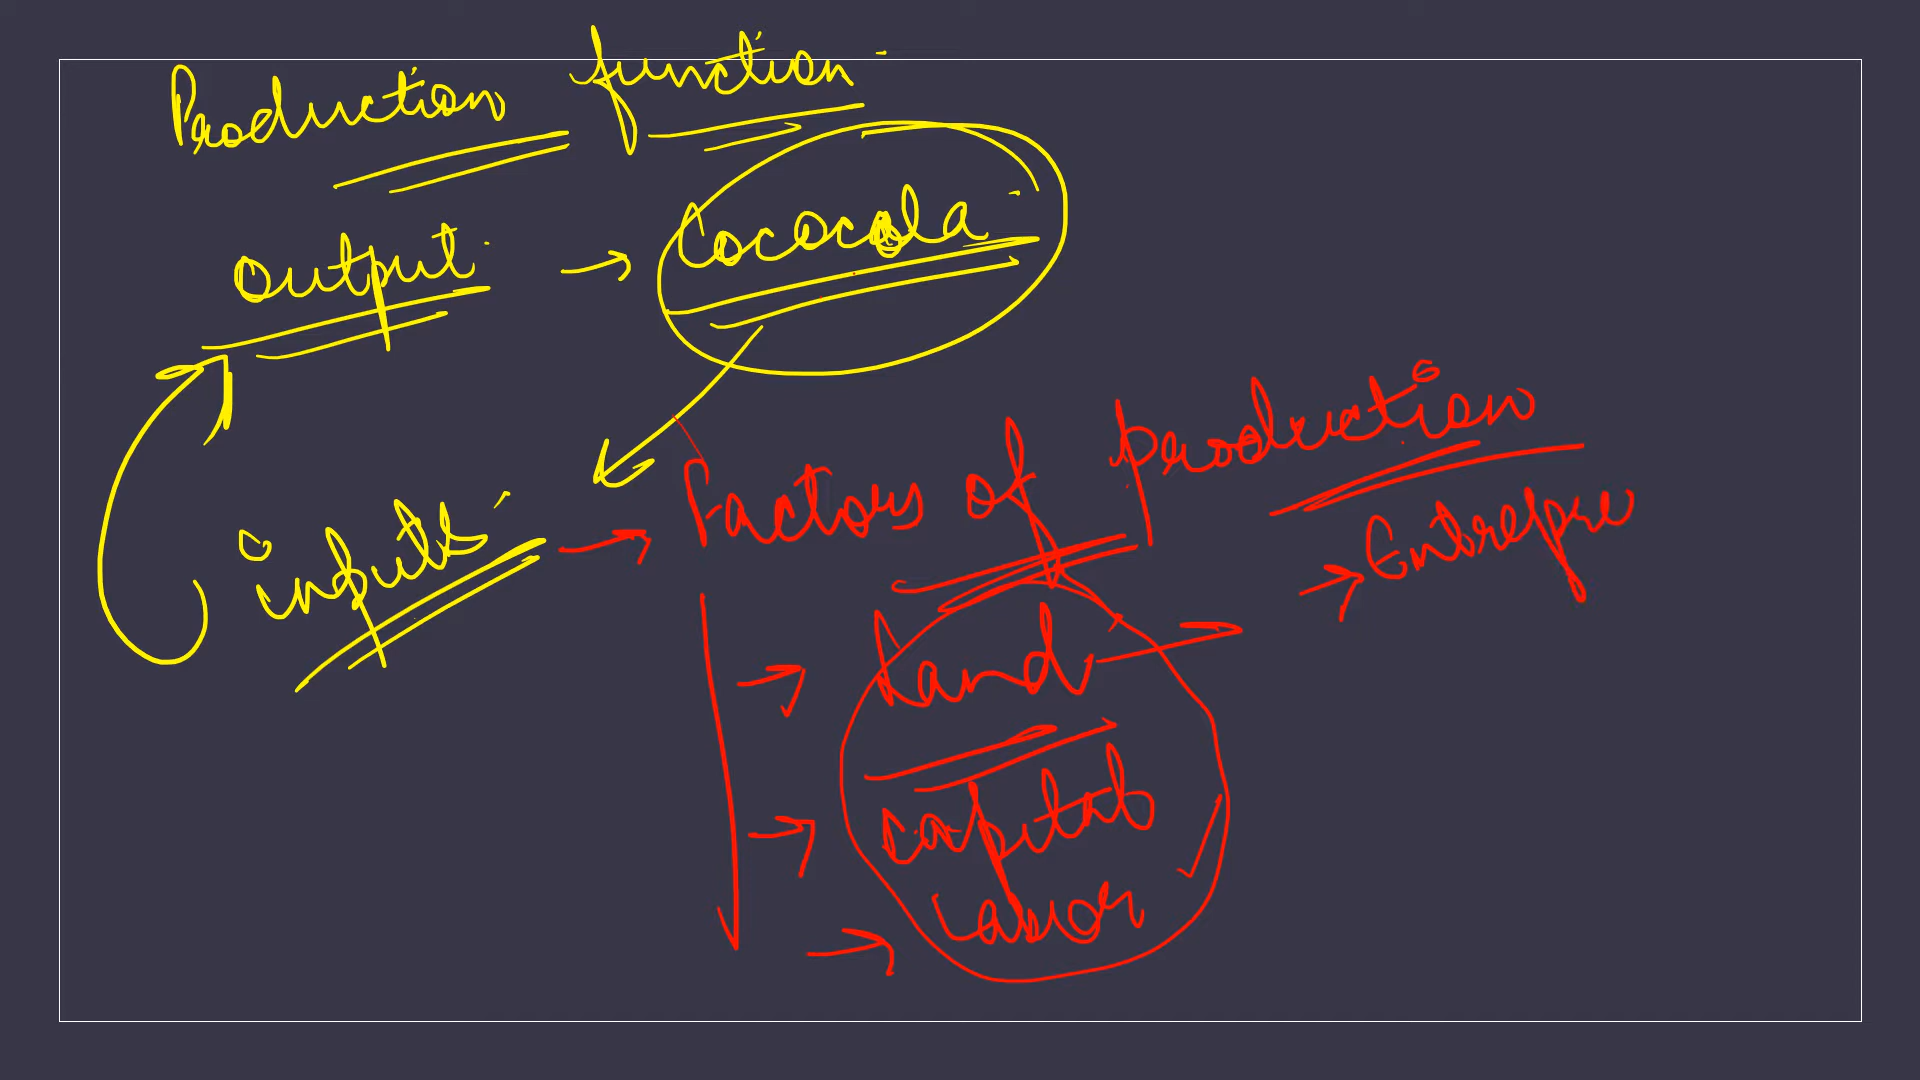 Production function
output → Cococola
Factors of production
inputs →
→ Entrepre
→ Land →
→ capital
→ Labor